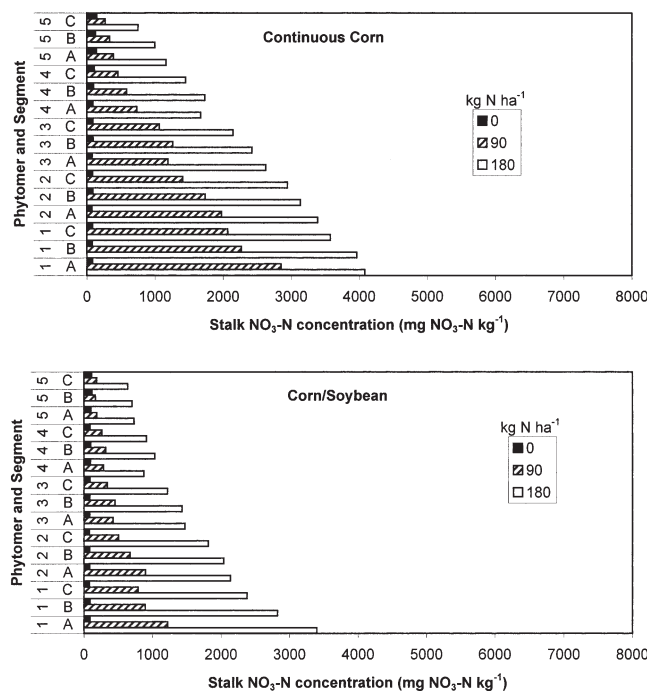 Continuous Corn
kg N ha⁻¹
0
90
180
Phytomer and Segment
5 C
5 B
5 A
4 C
4 B
4 A
3 C
3 B
3 A
2 C
2 B
2 A
1 C
1 B
1 A
0 1000 2000 3000 4000 5000 6000 7000 8000
Stalk NO₃-N concentration (mg NO₃-N kg⁻¹)
Corn/Soybean
kg N ha⁻¹
0
90
180
Phytomer and Segment
5 C
5 B
5 A
4 C
4 B
4 A
3 C
3 B
3 A
2 C
2 B
2 A
1 C
1 B
1 A
0 1000 2000 3000 4000 5000 6000 7000 8000
Stalk NO₃-N concentration (mg NO₃-N kg⁻¹)